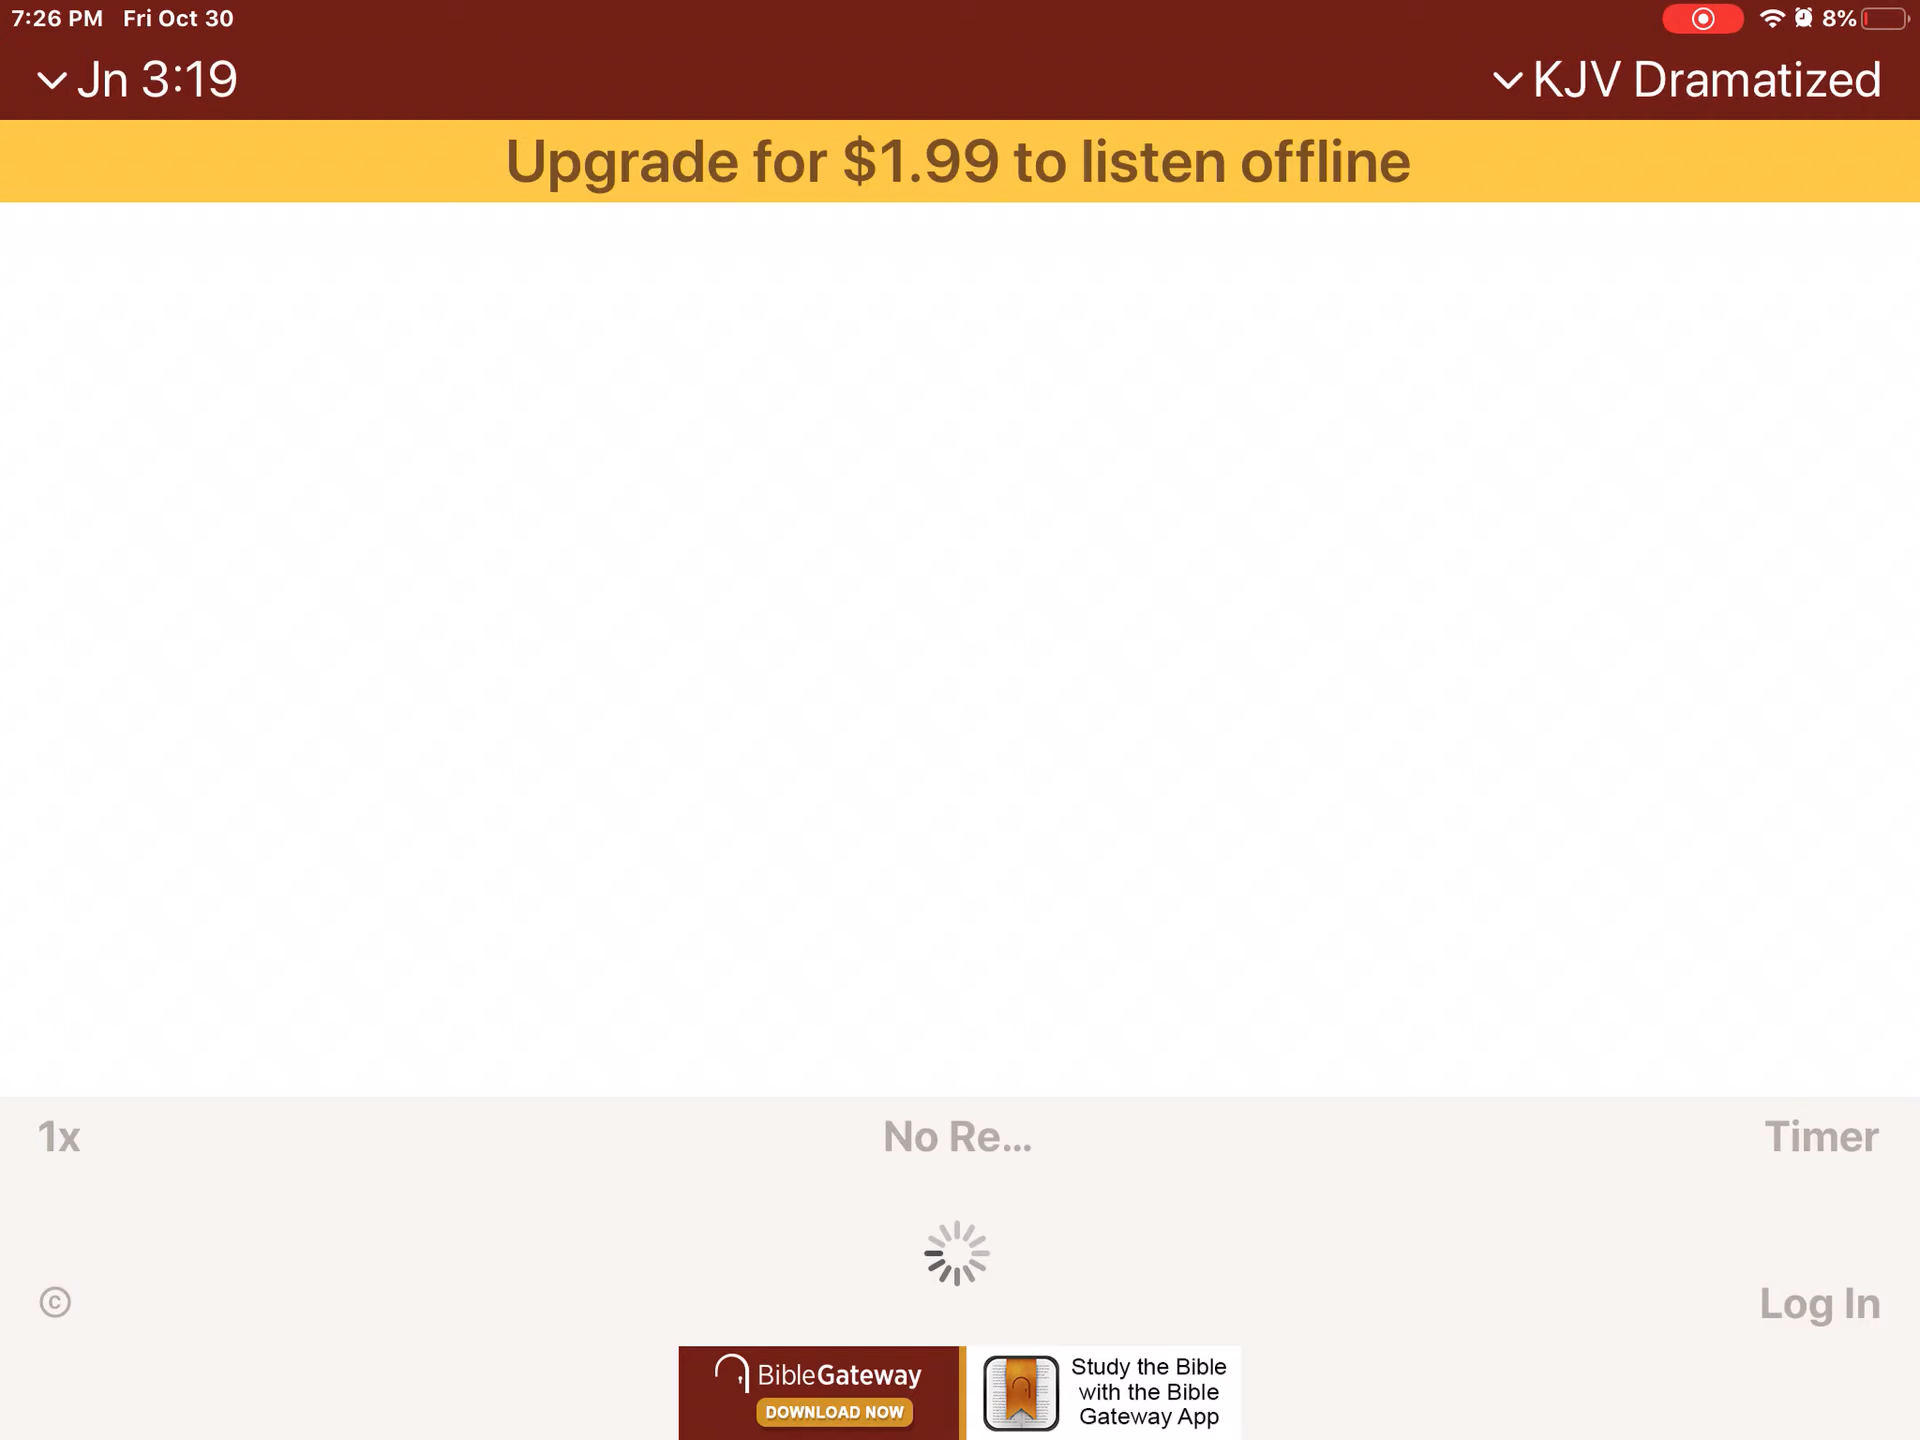 7:26 PM Fri Oct 30 8%
Jn 3:19 KJV Dramatized
Upgrade for $1.99 to listen offline
1x No Re... Timer
© Log In
BibleGateway
DOWNLOAD NOW
Study the Bible
with the Bible
Gateway App